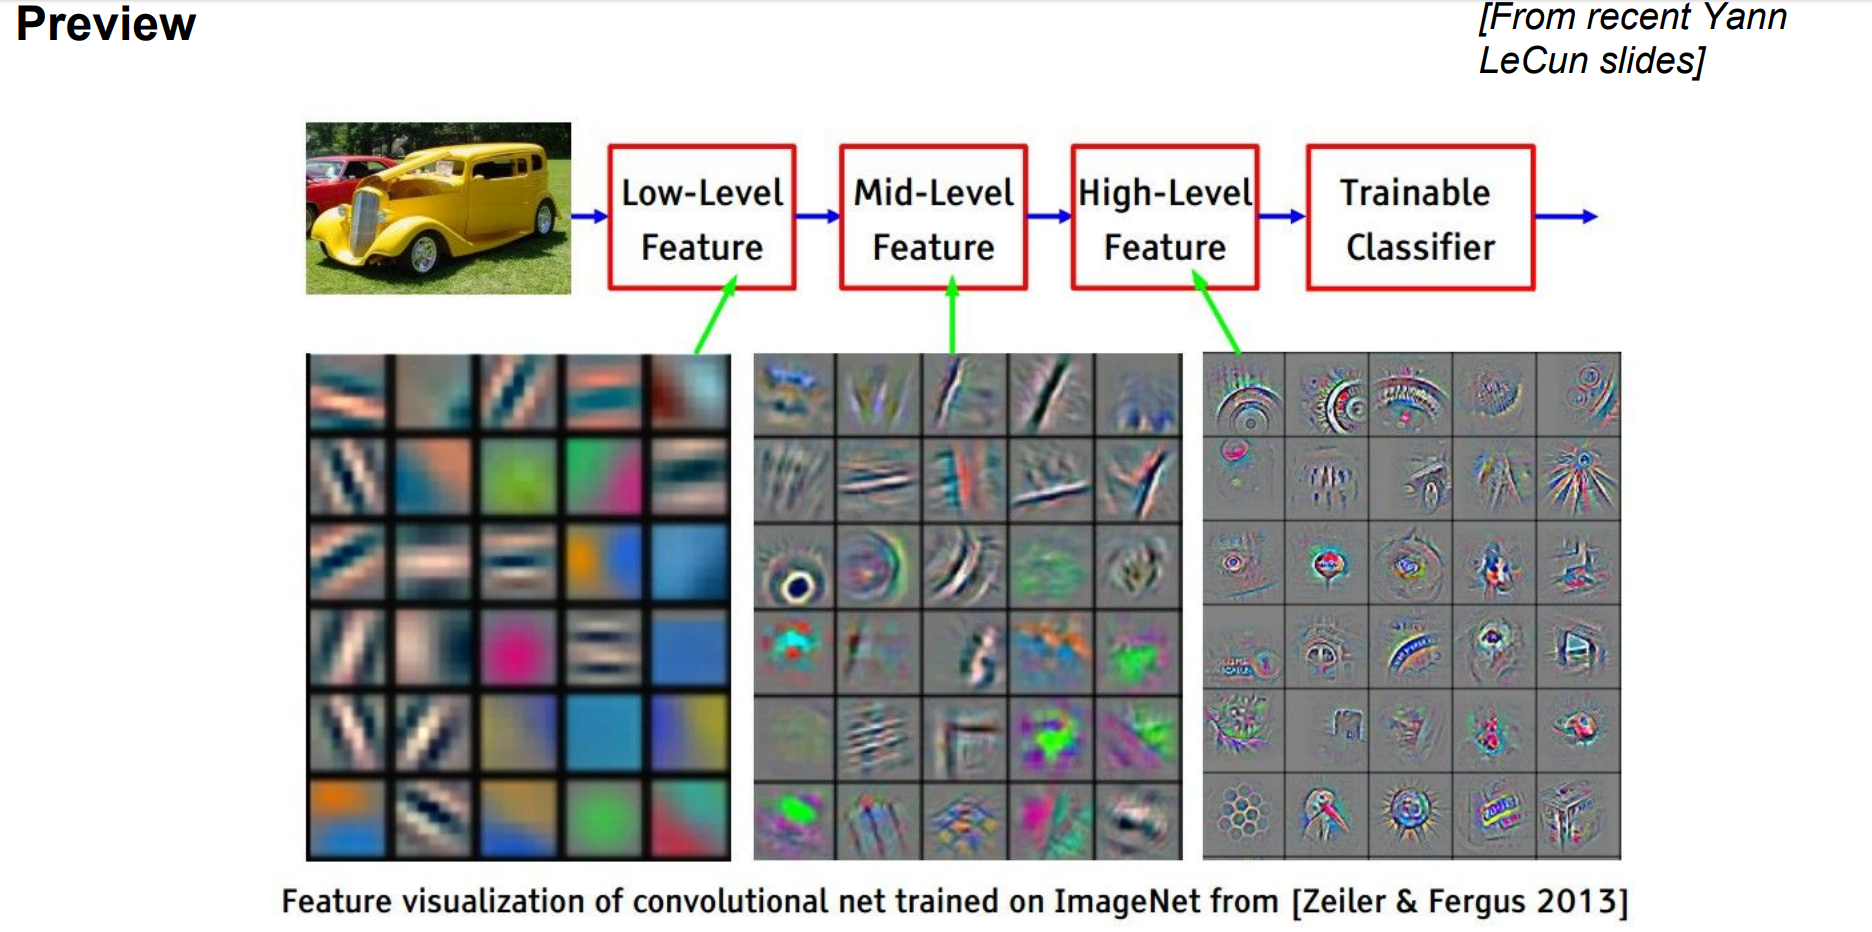 Preview
[From recent Yann
LeCun slides]
Low-Level
Feature
Mid-Level
Feature
High-Level
Feature
Trainable
Classifier
Feature visualization of convolutional net trained on ImageNet from [Zeiler & Fergus 2013]